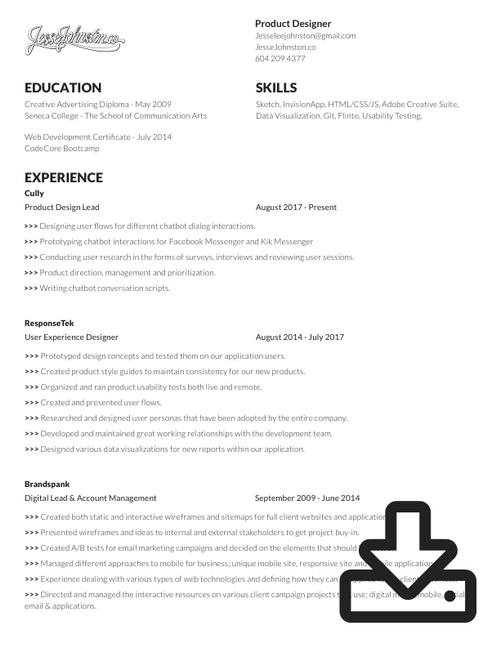 JesseJohnston.co
Product Designer
Jesseleejohnston@gmail.com
JesseJohnston.co
604 209 4377
EDUCATION
Creative Advertising Diploma - May 2009
Seneca College - The School of Communication Arts
Web Development Certificate - July 2014
CodeCore Bootcamp
SKILLS
Sketch, InvisionApp, HTML/CSS/JS, Adobe Creative Suite,
Data Visualization, Git, Flinto, Usability Testing.
EXPERIENCE
Cully
Product Design Lead August 2017 - Present
>>> Designing user flows for different chatbot dialog interactions.
>>> Prototyping chatbot interactions for Facebook Messenger and Kik Messenger
>>> Conducting user research in the forms of surveys, interviews and reviewing user sessions.
>>> Product direction, management and prioritization.
>>> Writing chatbot conversation scripts.
ResponseTek
User Experience Designer August 2014 - July 2017
>>> Prototyped design concepts and tested them on our application users.
>>> Created product style guides to maintain consistency for our new products.
>>> Organized and ran product usability tests both live and remote.
>>> Created and presented user flows.
>>> Researched and designed user personas that have been adopted by the entire company.
>>> Developed and maintained great working relationships with the development team.
>>> Designed various data visualizations for new reports within our application.
Brandspank
Digital Lead & Account Management September 2009 - June 2014
>>> Created both static and interactive wireframes and sitemaps for full client websites and
>>> Presented wireframes and ideas to internal and external stakeholders to get project buy-in.
>>> Created A/B tests for email marketing campaigns and decided on the elements that should
>>> Managed different approaches to mobile for business; unique mobile site, responsive site
>>> Experience dealing with various types of web technologies and defining how they can
>>> Directed and managed the interactive resources on various client campaign projects use; digital mobile,
email & applications.